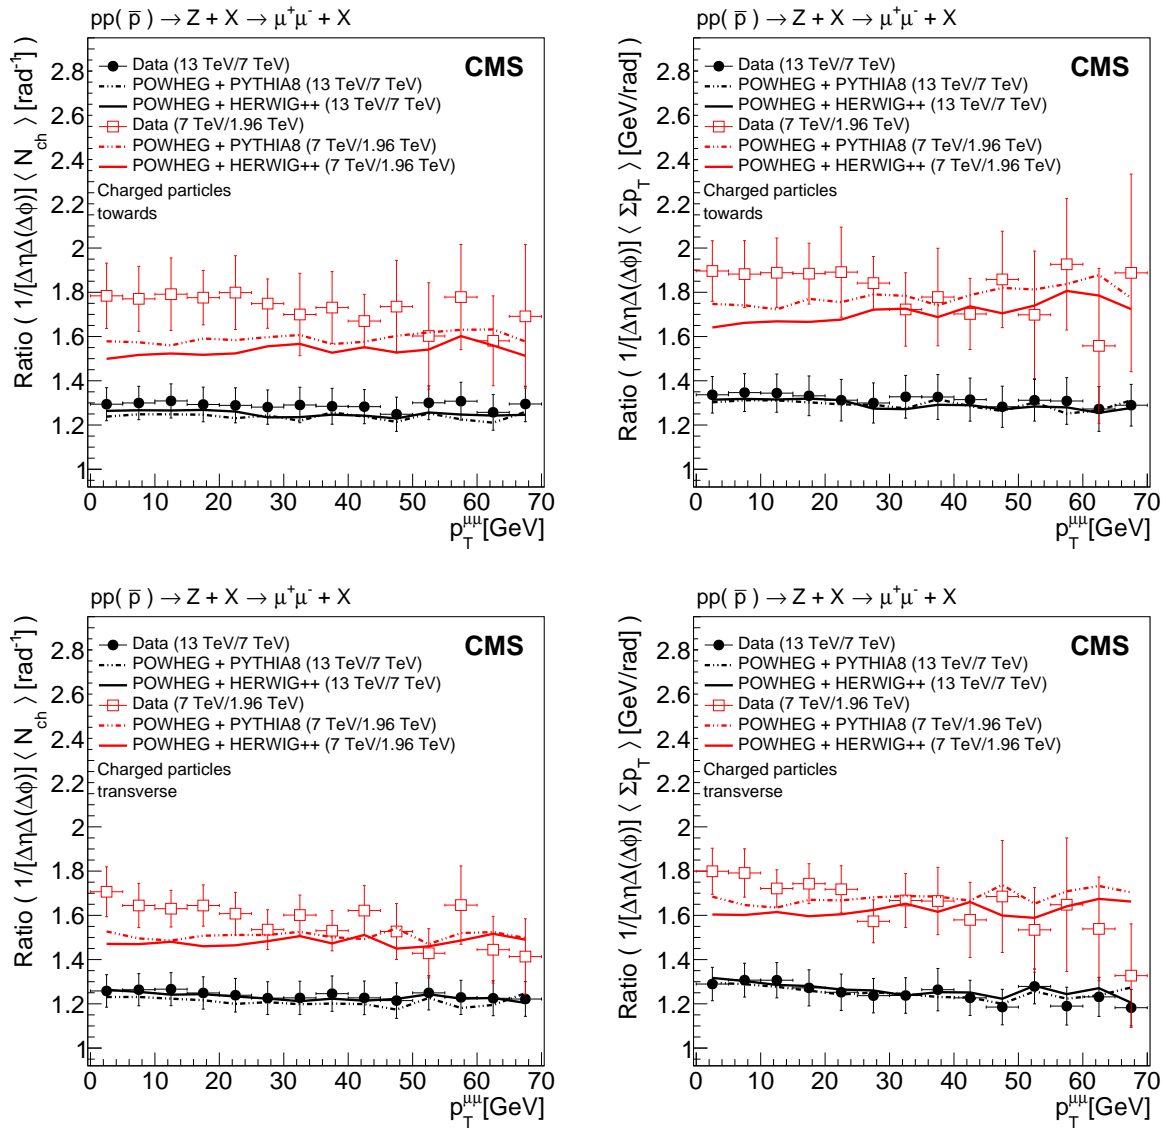 pp( p̅ ) → Z + X → μ⁺μ⁻ + X
Ratio ( 1/[ΔηΔ(Δϕ)] ⟨ N_ch ⟩ [rad⁻¹] )
CMS
Data (13 TeV/7 TeV)
POWHEG + PYTHIA8 (13 TeV/7 TeV)
POWHEG + HERWIG++ (13 TeV/7 TeV)
Data (7 TeV/1.96 TeV)
POWHEG + PYTHIA8 (7 TeV/1.96 TeV)
POWHEG + HERWIG++ (7 TeV/1.96 TeV)
Charged particles
towards
2.8
2.6
2.4
2.2
2
1.8
1.6
1.4
1.2
1
0 10 20 30 40 50 60 70
p_T^μμ[GeV]
pp( p̅ ) → Z + X → μ⁺μ⁻ + X
Ratio ( 1/[ΔηΔ(Δϕ)] ⟨ Σp_T ⟩ [GeV/rad] )
CMS
Data (13 TeV/7 TeV)
POWHEG + PYTHIA8 (13 TeV/7 TeV)
POWHEG + HERWIG++ (13 TeV/7 TeV)
Data (7 TeV/1.96 TeV)
POWHEG + PYTHIA8 (7 TeV/1.96 TeV)
POWHEG + HERWIG++ (7 TeV/1.96 TeV)
Charged particles
towards
2.8
2.6
2.4
2.2
2
1.8
1.6
1.4
1.2
1
0 10 20 30 40 50 60 70
p_T^μμ[GeV]
pp( p̅ ) → Z + X → μ⁺μ⁻ + X
Ratio ( 1/[ΔηΔ(Δϕ)] ⟨ N_ch ⟩ [rad⁻¹] )
CMS
Data (13 TeV/7 TeV)
POWHEG + PYTHIA8 (13 TeV/7 TeV)
POWHEG + HERWIG++ (13 TeV/7 TeV)
Data (7 TeV/1.96 TeV)
POWHEG + PYTHIA8 (7 TeV/1.96 TeV)
POWHEG + HERWIG++ (7 TeV/1.96 TeV)
Charged particles
transverse
2.8
2.6
2.4
2.2
2
1.8
1.6
1.4
1.2
1
0 10 20 30 40 50 60 70
p_T^μμ[GeV]
pp( p̅ ) → Z + X → μ⁺μ⁻ + X
Ratio ( 1/[ΔηΔ(Δϕ)] ⟨ Σp_T ⟩ [GeV/rad] )
CMS
Data (13 TeV/7 TeV)
POWHEG + PYTHIA8 (13 TeV/7 TeV)
POWHEG + HERWIG++ (13 TeV/7 TeV)
Data (7 TeV/1.96 TeV)
POWHEG + PYTHIA8 (7 TeV/1.96 TeV)
POWHEG + HERWIG++ (7 TeV/1.96 TeV)
Charged particles
transverse
2.8
2.6
2.4
2.2
2
1.8
1.6
1.4
1.2
1
0 10 20 30 40 50 60 70
p_T^μμ[GeV]